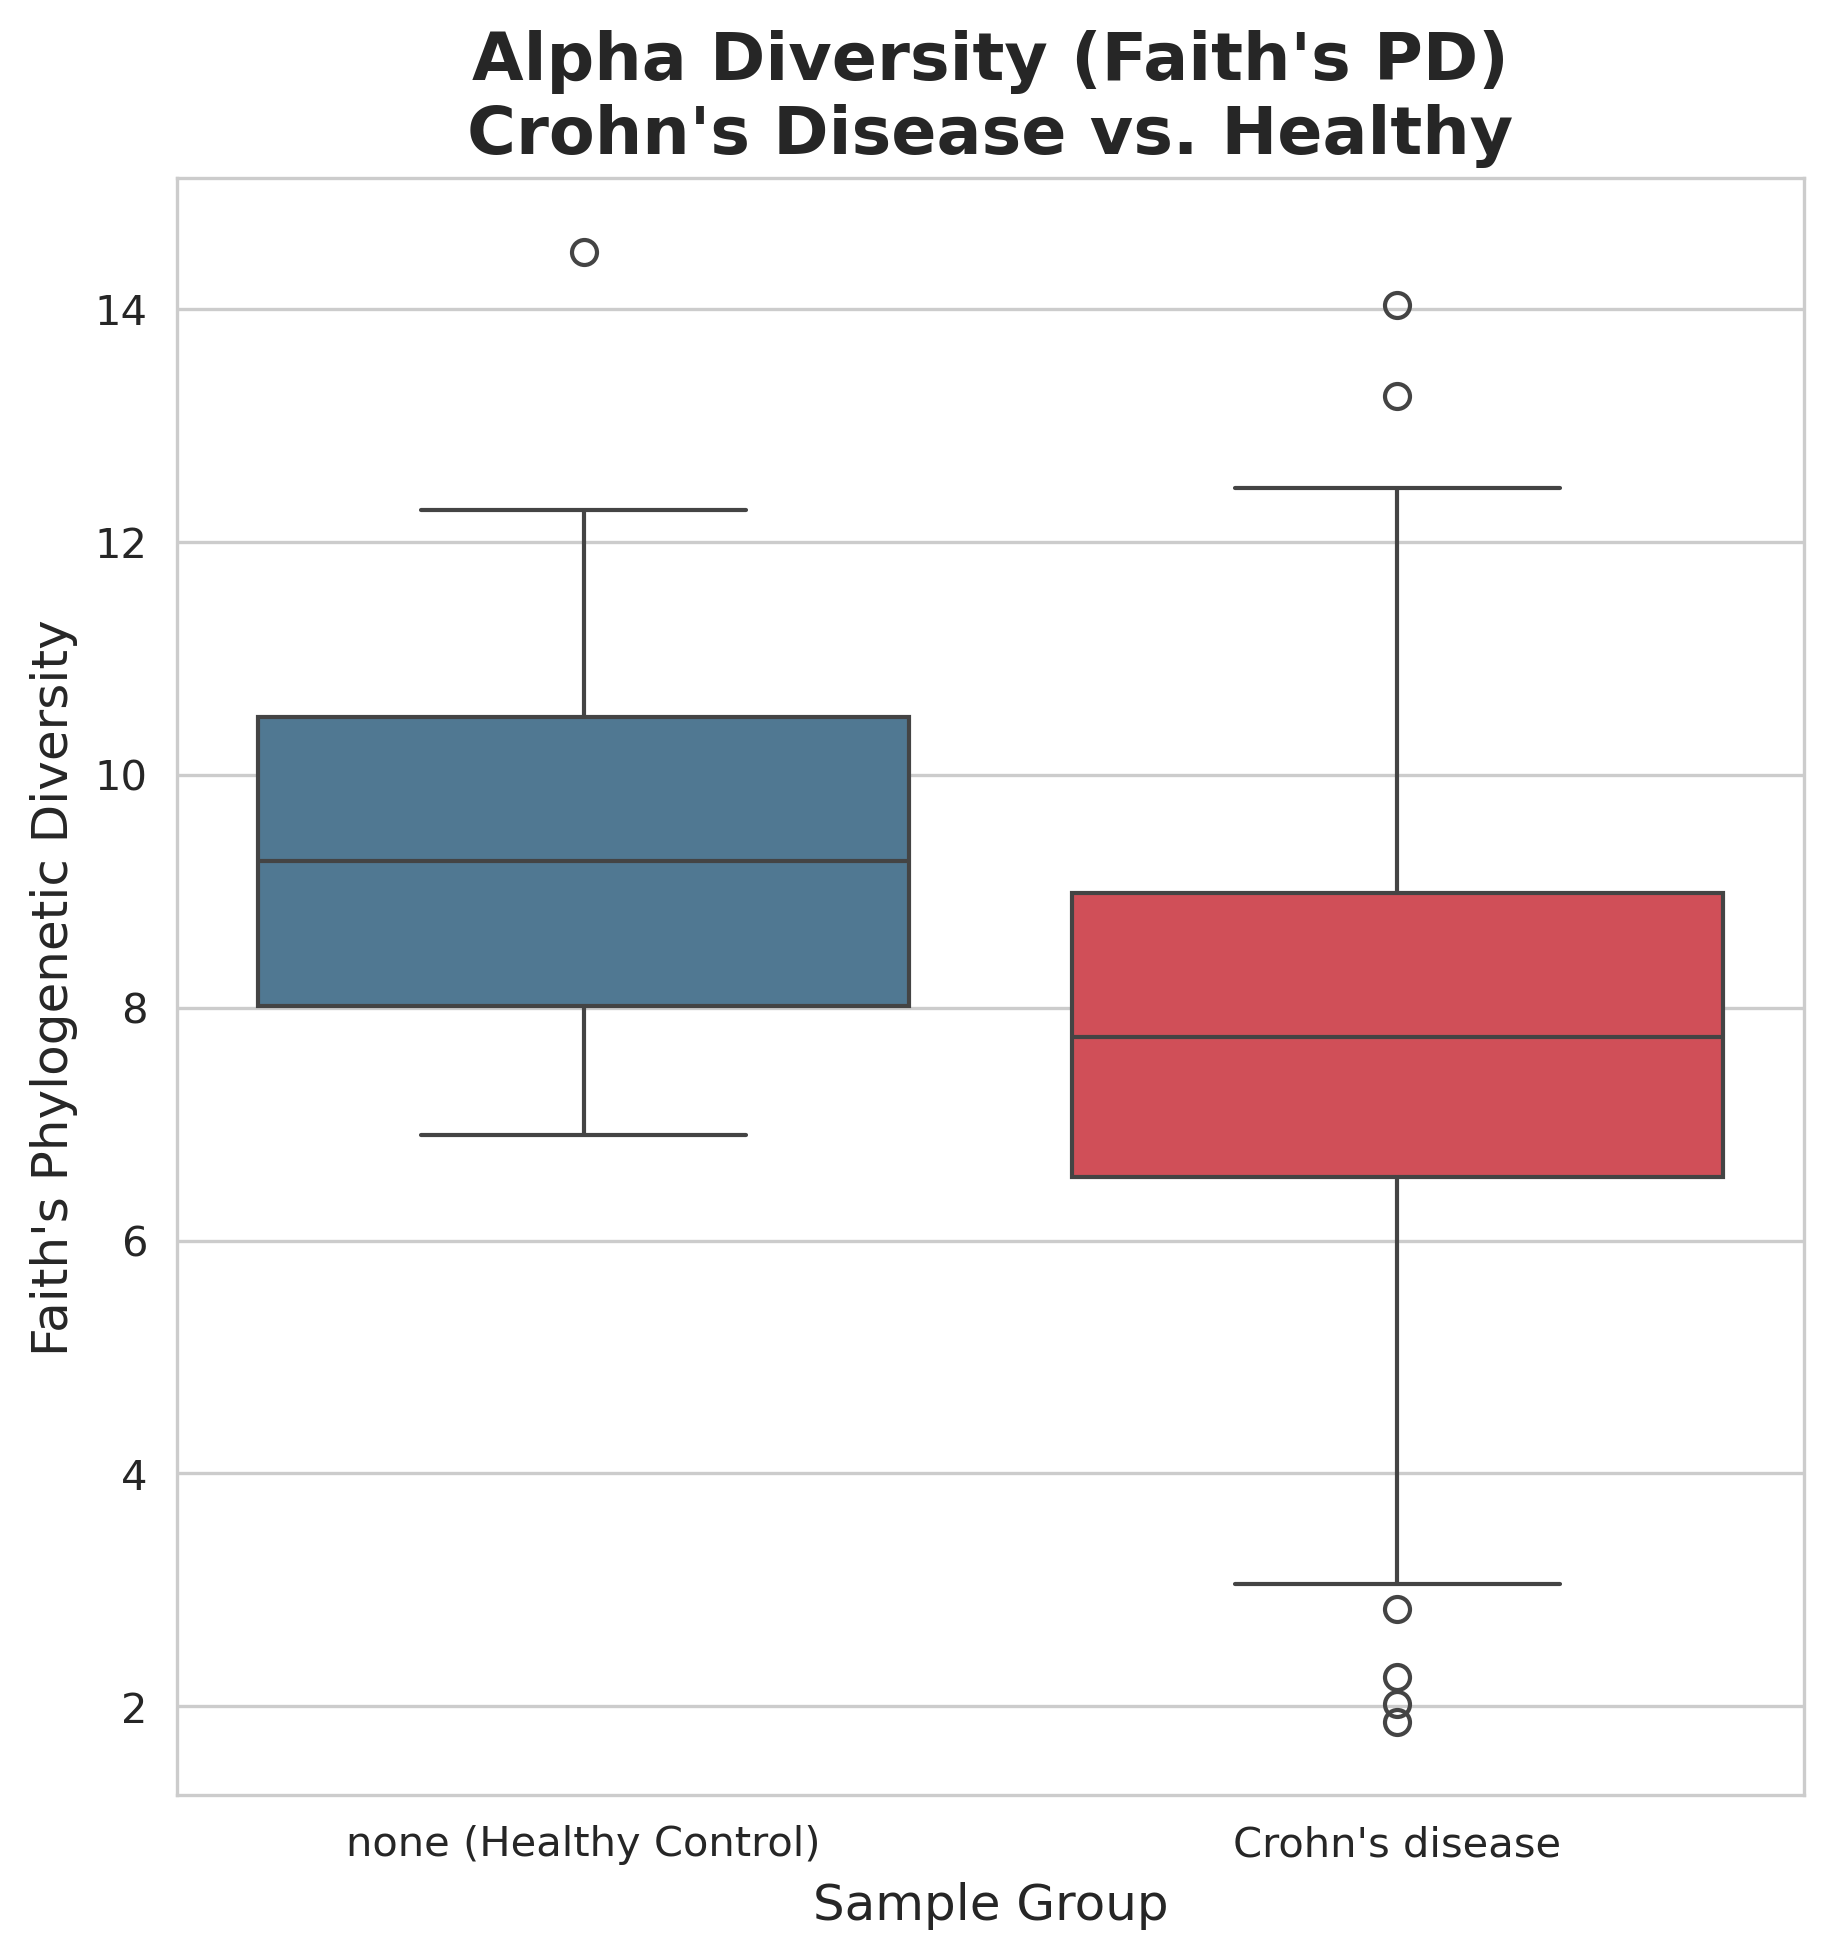 Alpha Diversity (Faith's PD)
Crohn's Disease vs. Healthy
Faith's Phylogenetic Diversity
14
12
10
8
6
4
2
none (Healthy Control)
Crohn's disease
Sample Group